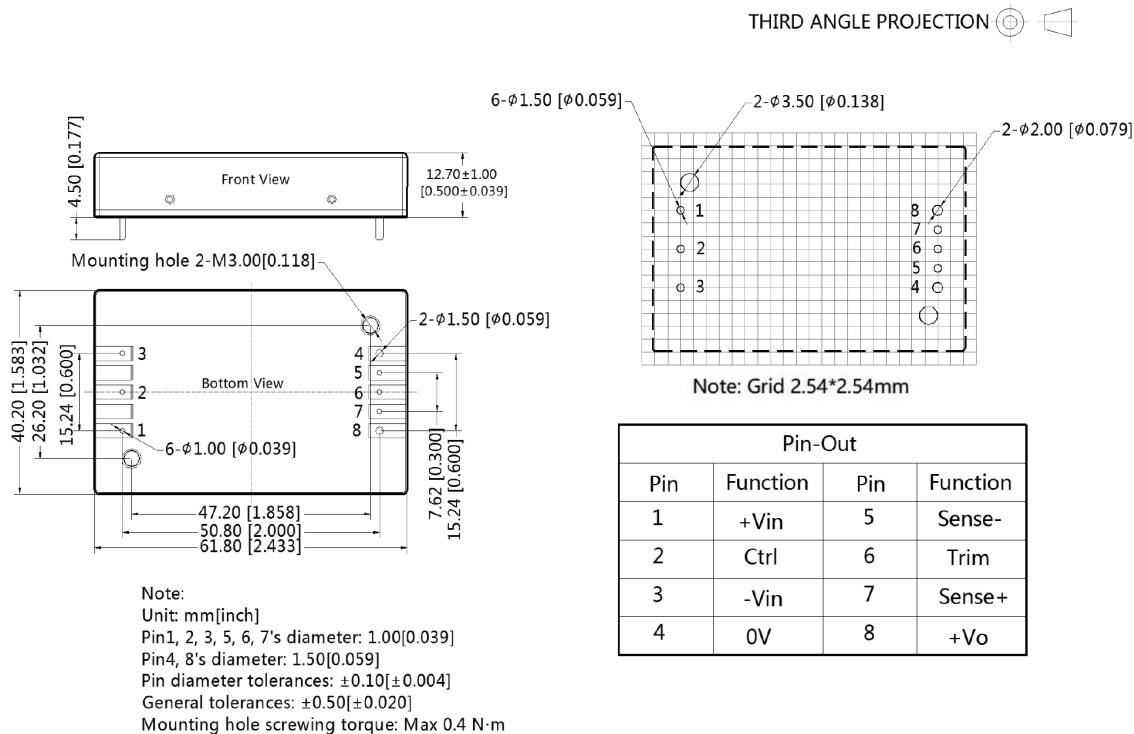 THIRD ANGLE PROJECTION
6-φ1.50 [φ0.059]
2-φ3.50 [φ0.138]
2-φ2.00 [φ0.079]
4.50 [0.177]
Front View
12.70±1.00
[0.500±0.039]
1
2
3
8
7
6
5
4
Note: Grid 2.54*2.54mm
Mounting hole 2-M3.00[0.118]
2-φ1.50 [φ0.059]
40.20 [1.583]
26.20 [1.032]
15.24 [0.600]
3
2
1
Bottom View
4
5
6
7
8
6-φ1.00 [φ0.039]
7.62 [0.300]
15.24 [0.600]
47.20 [1.858]
50.80 [2.000]
61.80 [2.433]
Pin-Out
Pin Function Pin Function
1 +Vin 5 Sense-
2 Ctrl 6 Trim
3 -Vin 7 Sense+
4 0V 8 +Vo
Note:
Unit: mm[inch]
Pin1, 2, 3, 5, 6, 7's diameter: 1.00[0.039]
Pin4, 8's diameter: 1.50[0.059]
Pin diameter tolerances: ±0.10[±0.004]
General tolerances: ±0.50[±0.020]
Mounting hole screwing torque: Max 0.4 N·m